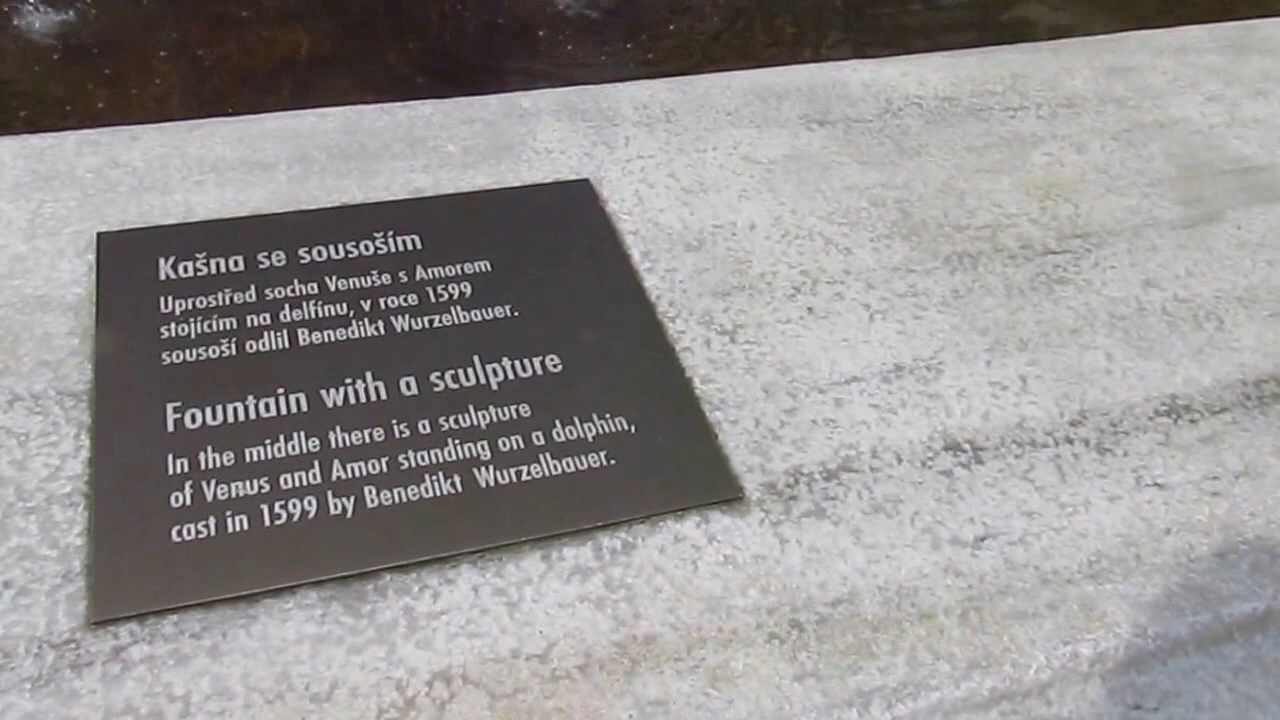 Kašna se sousoším
Uprostřed socha Venuše s Amorem
stojícím na delfínu, v roce 1599
sousoší odlil Benedikt Wurzelbauer.
Fountain with a sculpture
In the middle there is a sculpture
of Venus and Amor standing on a dolphin,
cast in 1599 by Benedikt Wurzelbauer.